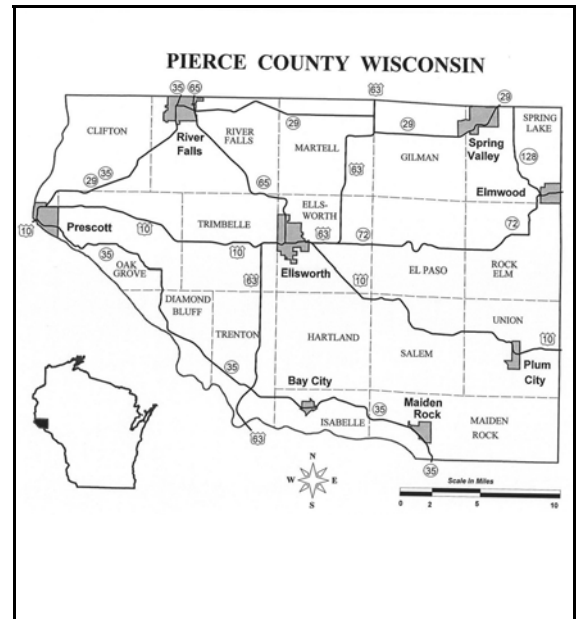 PIERCE COUNTY WISCONSIN
63
35 65
29
CLIFTON
River
Falls
RIVER
FALLS
29
MARTELL
29
GILMAN
Spring
Valley
SPRING
LAKE
128
35
29
63
65
Elmwood
10
Prescott
10
TRIMBELLE
ELLS-
WORTH
63
72
72
35
OAK
GROVE
10
63
Ellsworth
10
EL PASO
ROCK
ELM
DIAMOND
BLUFF
TRENTON
HARTLAND
SALEM
UNION
10
Plum
City
35
Bay City
35
Maiden
Rock
ISABELLE
MAIDEN
ROCK
63
35
N
W E
S
Scale in Miles
0 2 5 10